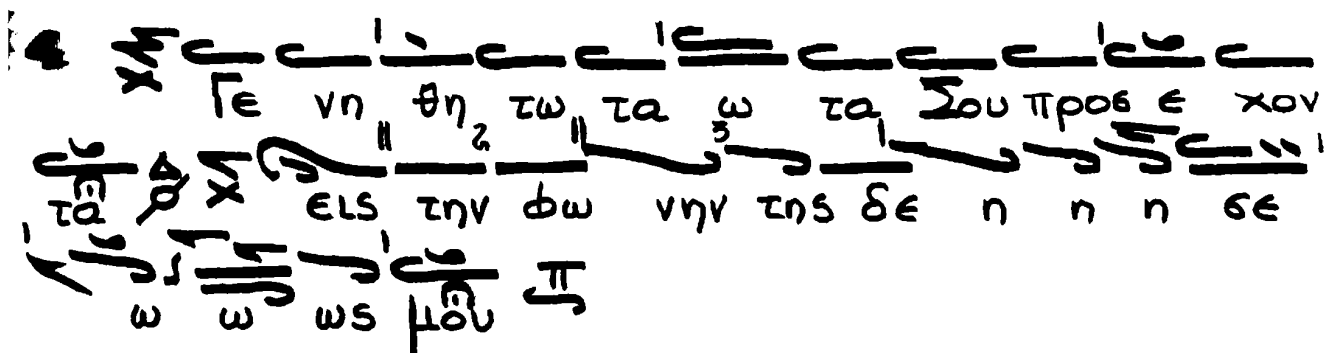 Γε νη θη τω τα ω τα Σου προσ ε χον
τα εις την φω νην της δε η η η σε
ω ω ως μου π